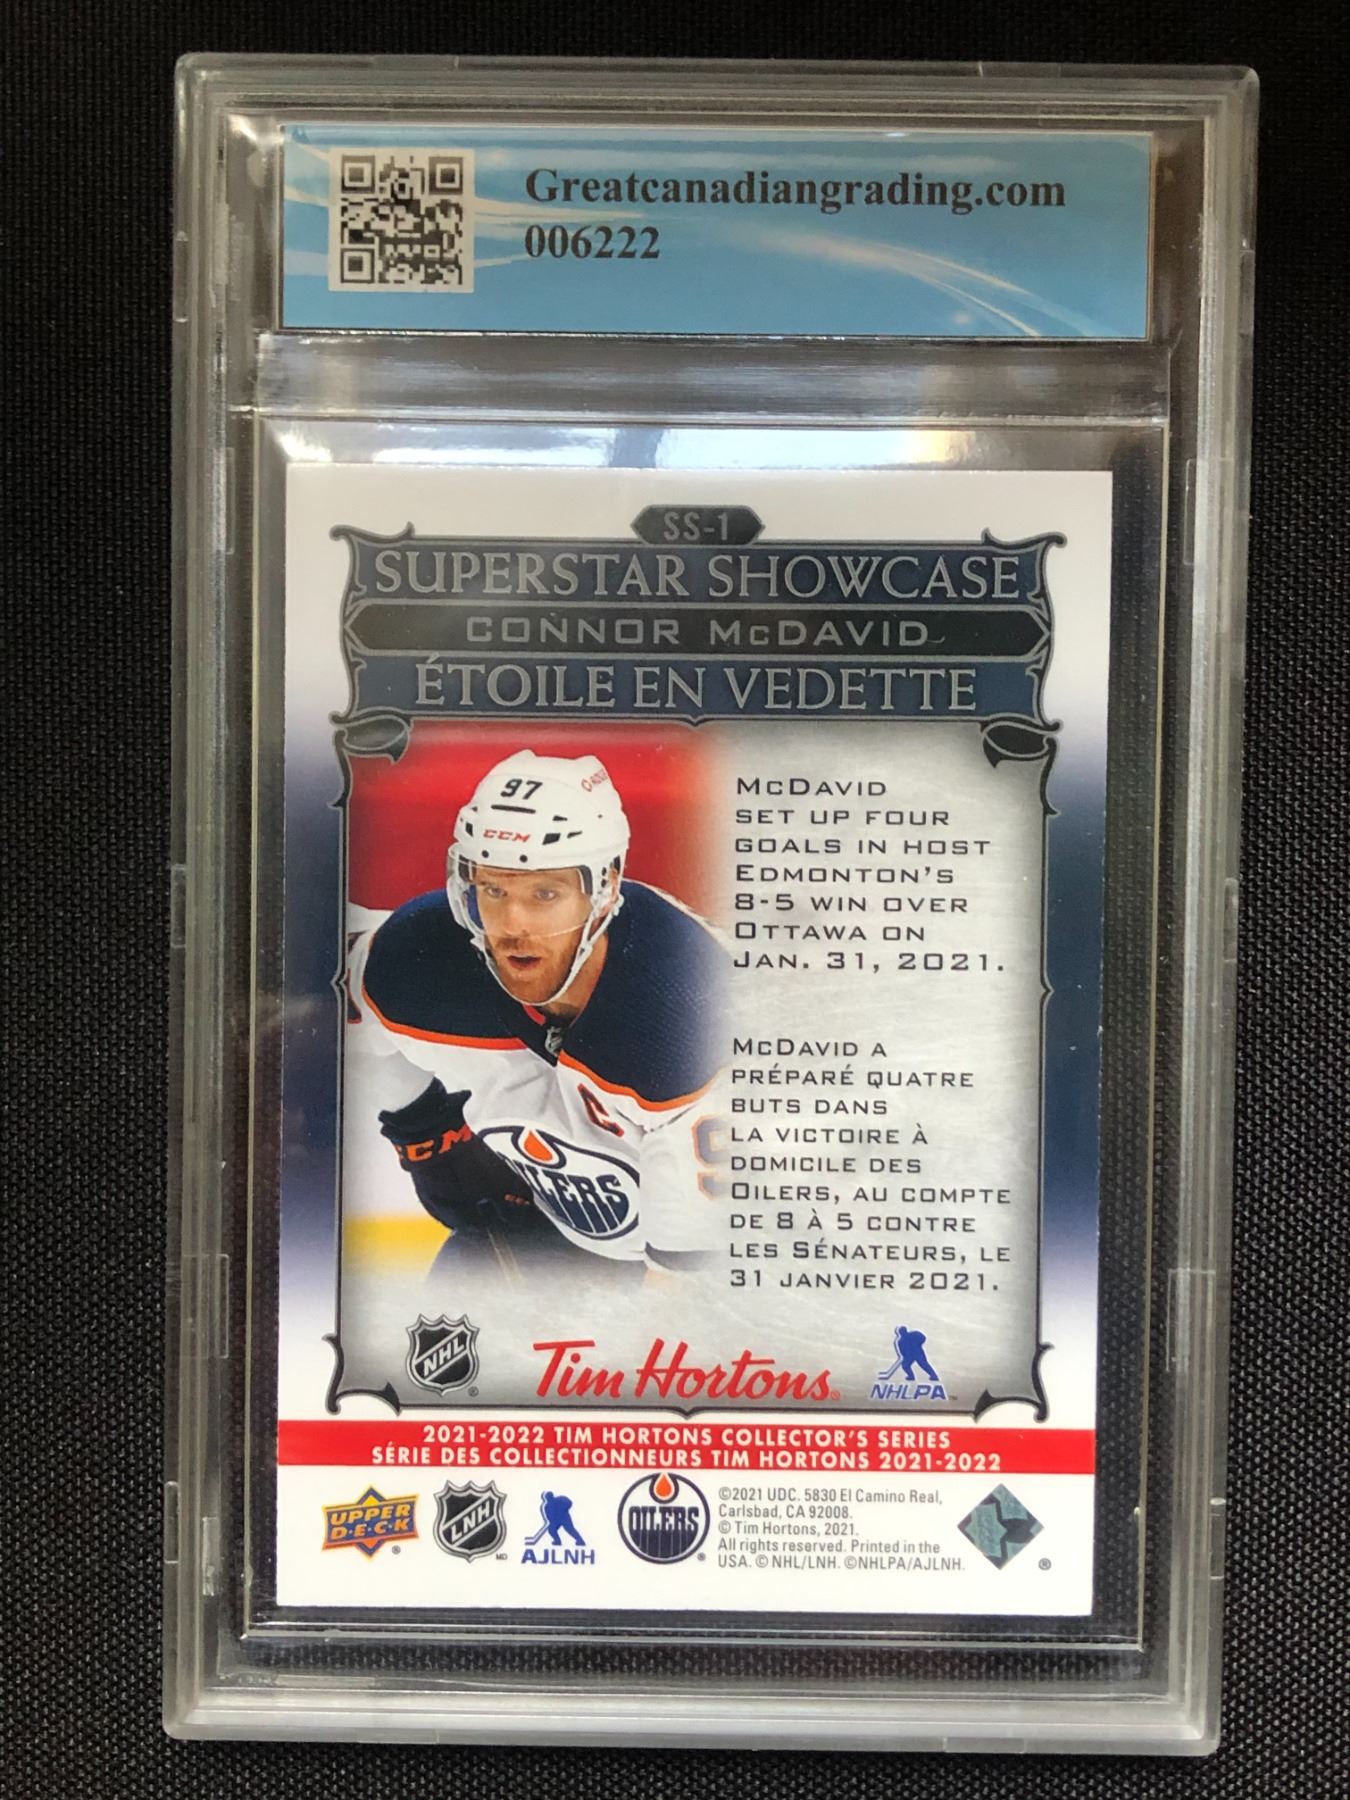 Greatcanadiangrading.com
006222
SS-1
SUPERSTAR SHOWCASE
CONNOR McDAVID
ÉTOILE EN VEDETTE
97
CCM
McDAVID
SET UP FOUR
GOALS IN HOST
EDMONTON'S
8-5 WIN OVER
OTTAWA ON
JAN. 31, 2021.
C
CCM
OILERS
McDAVID A
PRÉPARÉ QUATRE
BUTS DANS
LA VICTOIRE À
DOMICILE DES
OILERS, AU COMPTE
DE 8 À 5 CONTRE
LES SÉNATEURS, LE
31 JANVIER 2021.
NHL ®
Tim Hortons®
NHLPA™
2021-2022 TIM HORTONS COLLECTOR'S SERIES
SÉRIE DES COLLECTIONNEURS TIM HORTONS 2021-2022
UPPER
D·E·C·K ®
LNH MD
AJLNH
OILERS ®
©2021 UDC. 5830 El Camino Real,
Carlsbad, CA 92008.
© Tim Hortons, 2021.
All rights reserved. Printed in the
USA. © NHL/LNH. ©NHLPA/AJLNH.
®